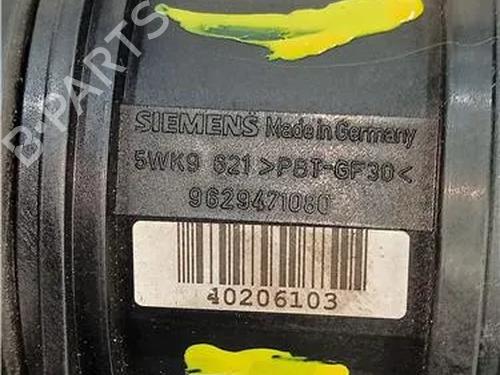 B-PARTS
SIEMENS Made in Germany
5WK9 621 >PBT-GF30<
9629471080
40206103